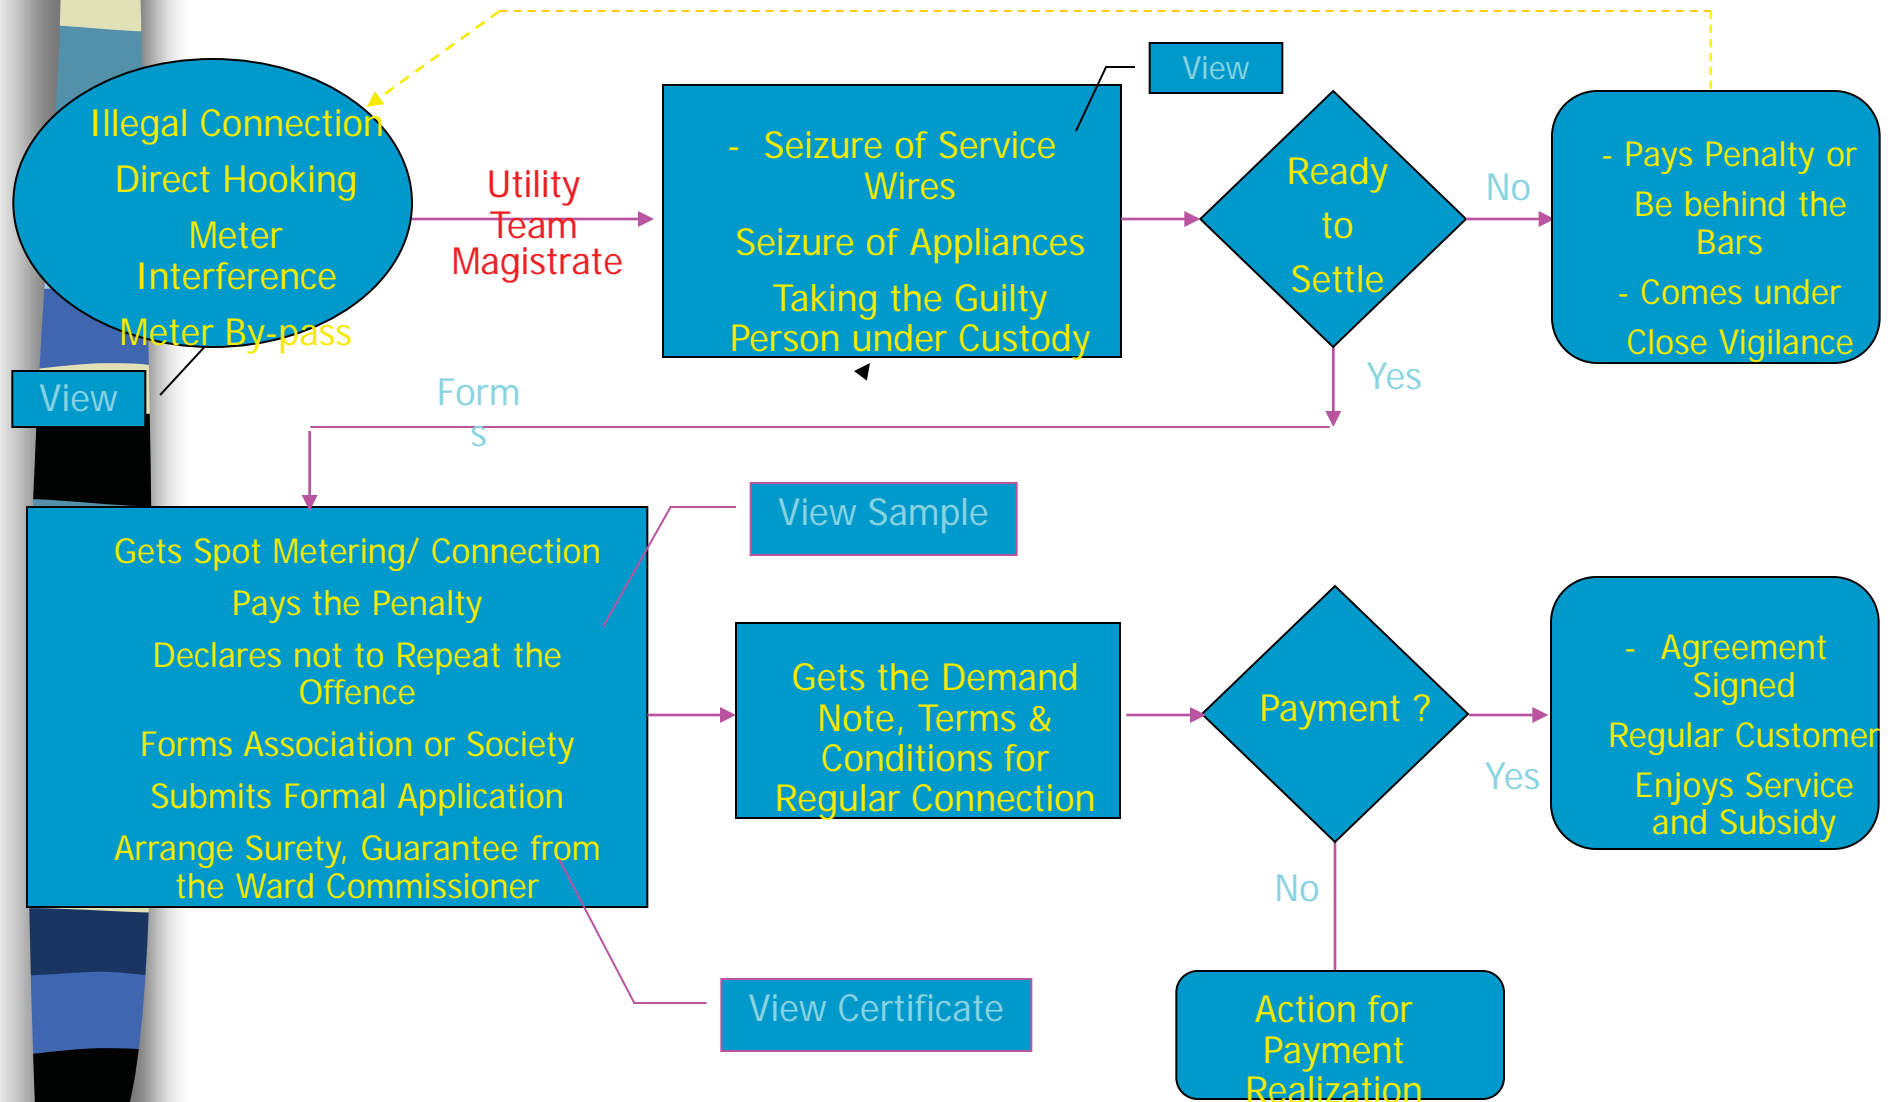 Illegal Connection
Direct Hooking
Meter
Interference
Meter By-pass
View
Utility
Team
Magistrate
View
- Seizure of Service
Wires
Seizure of Appliances
Taking the Guilty
Person under Custody
Ready
to
Settle
No
Yes
- Pays Penalty or
Be behind the
Bars
- Comes under
Close Vigilance
Form
s
Gets Spot Metering/ Connection
Pays the Penalty
Declares not to Repeat the
Offence
Forms Association or Society
Submits Formal Application
Arrange Surety, Guarantee from
the Ward Commissioner
View Sample
View Certificate
Gets the Demand
Note, Terms &
Conditions for
Regular Connection
Payment ?
Yes
No
- Agreement
Signed
Regular Customer
Enjoys Service
and Subsidy
Action for
Payment
Realization